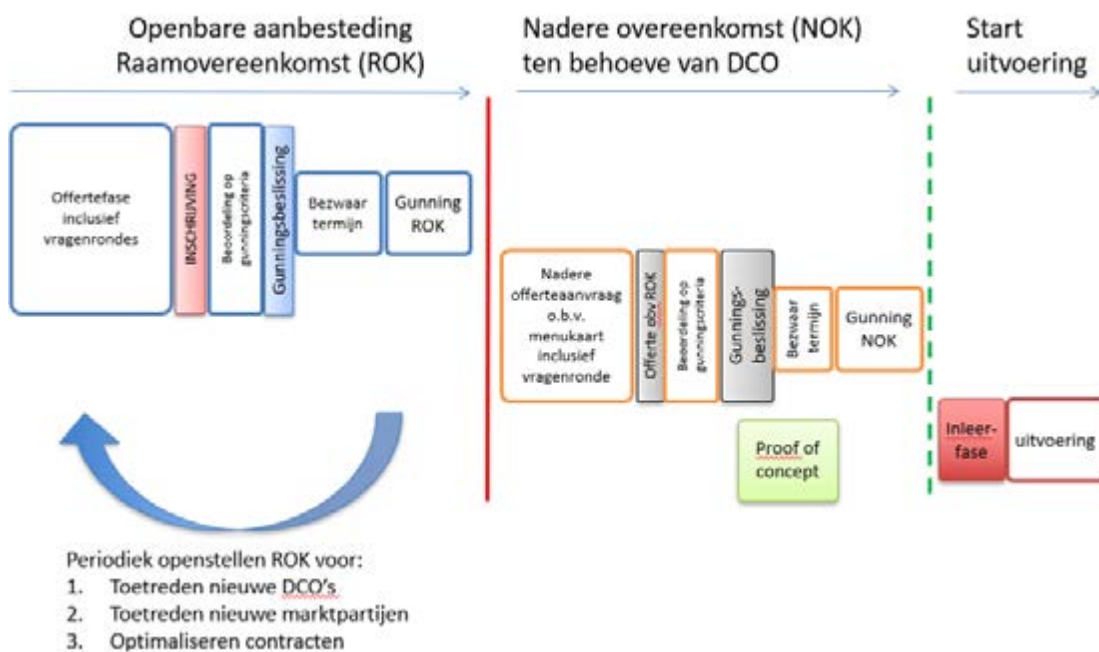 Openbare aanbesteding
Raamovereenkomst (ROK)
Nadere overeenkomst (NOK)
ten behoeve van DCO
Start
uitvoering
Offertefase
inclusief
vragenrondes
INSCHRIJVING
Beoordeling op
gunningscriteria
Gunningsbeslissing
Bezwaar
termijn
Gunning
ROK
Nadere
offerteaanvraag
o.b.v.
menukaart
inclusief
vragenronde
Offerte obv ROK
Beoordeling op
gunningscriteria
Gunnings-
beslissing
Bezwaar
termijn
Gunning
NOK
Proof of
concept
Inleer-
fase
uitvoering
Periodiek openstellen ROK voor:
1. Toetreden nieuwe DCO's
2. Toetreden nieuwe marktpartijen
3. Optimaliseren contracten